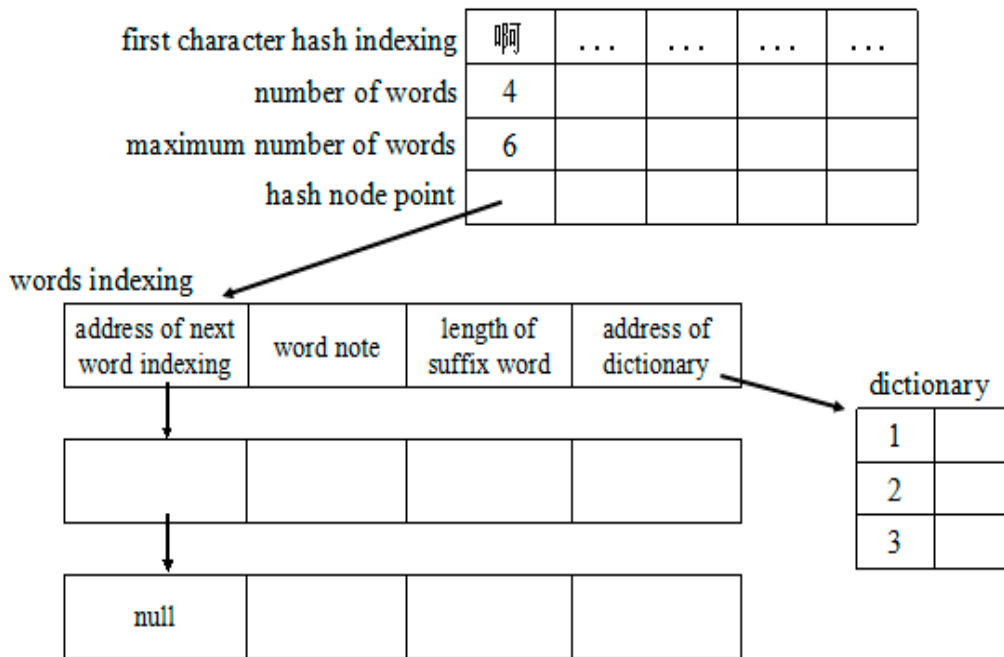 first character hash indexing 啊 ... ... ... ...
number of words 4
maximum number of words 6
hash node point
words indexing
address of next
word indexing
word note
length of
suffix word
address of
dictionary
dictionary
1
2
3
null